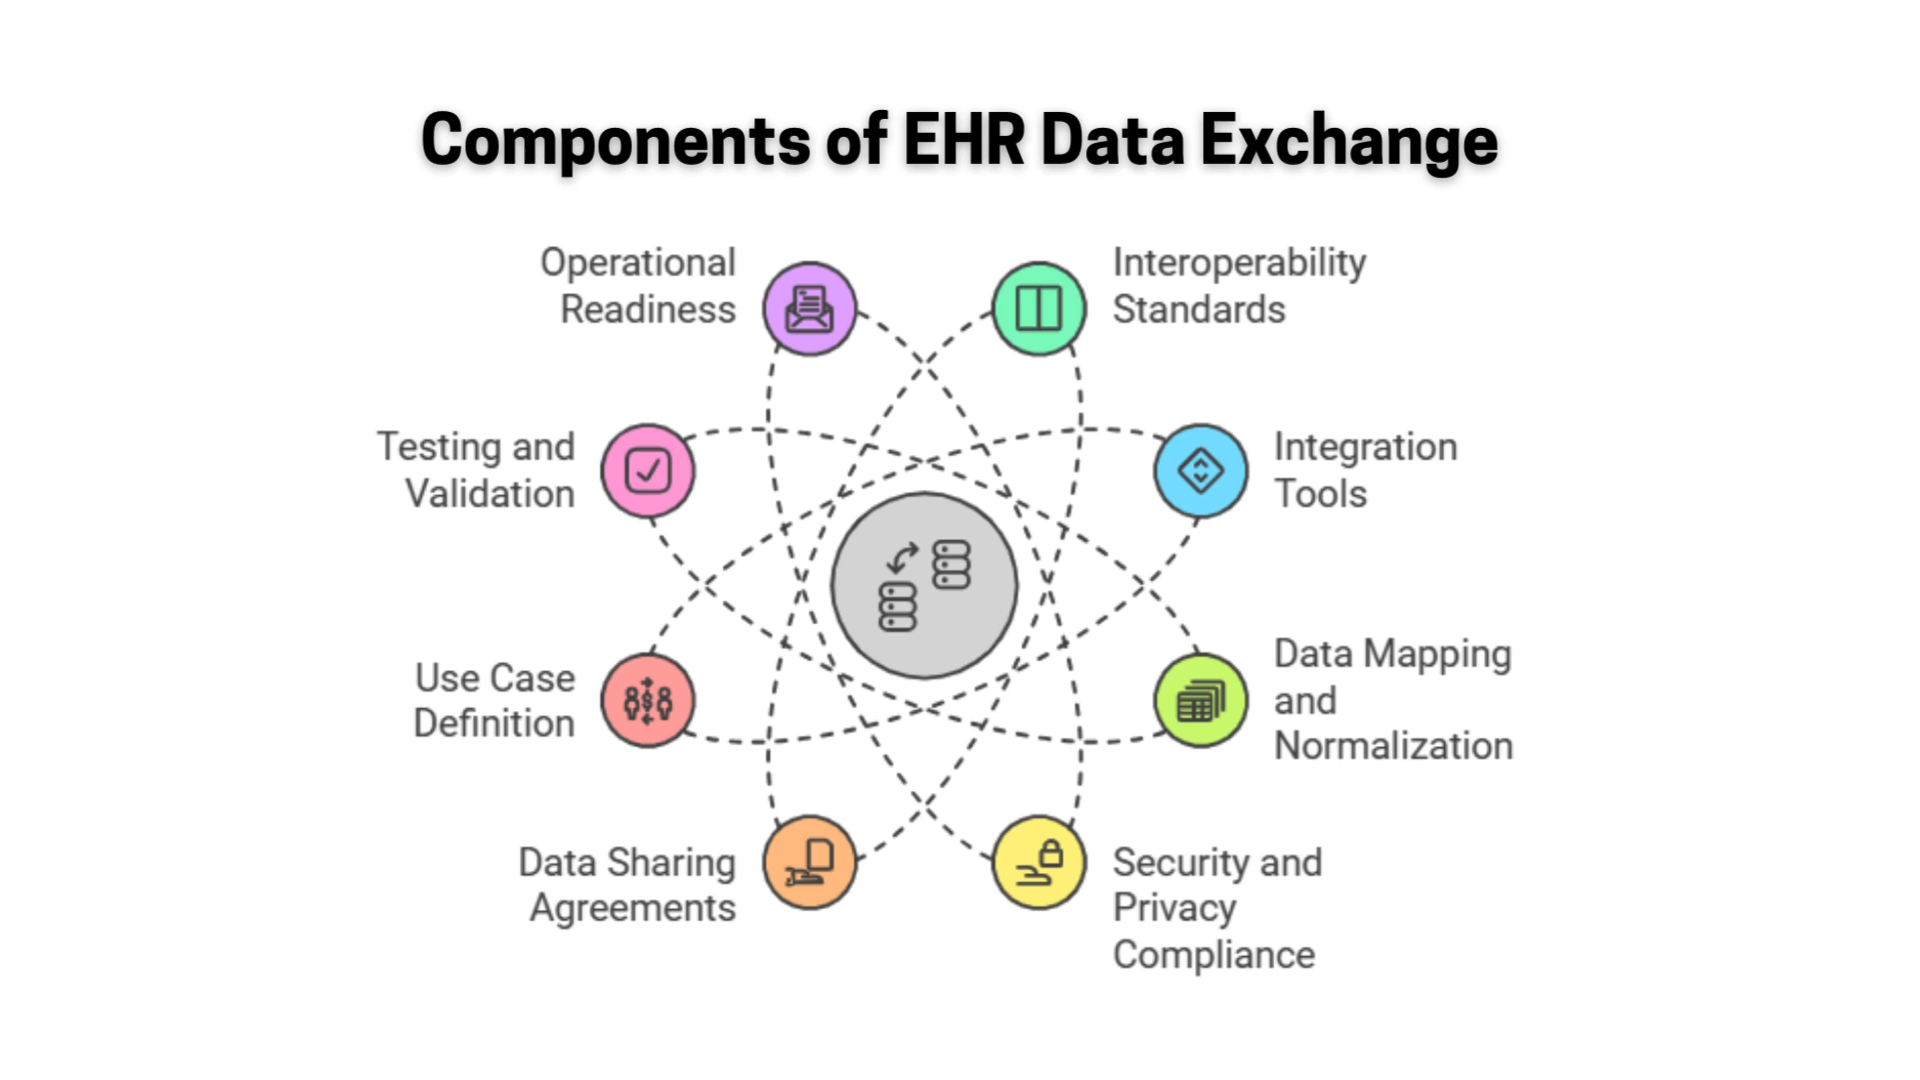 Components of EHR Data Exchange
Operational
Readiness
Interoperability
Standards
Testing and
Validation
Integration
Tools
Use Case
Definition
Data Mapping
and
Normalization
Data Sharing
Agreements
Security and
Privacy
Compliance